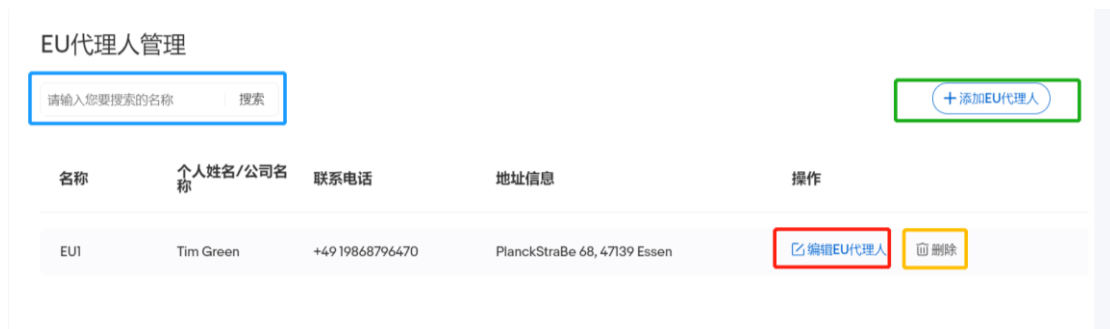 EU代理人管理
请输入您要搜索的名称 搜索
+添加EU代理人
名称 个人姓名/公司名称 联系电话 地址信息 操作
EU1 Tim Green +49 19868796470 PlanckStraBe 68, 47139 Essen 编辑EU代理人 删除